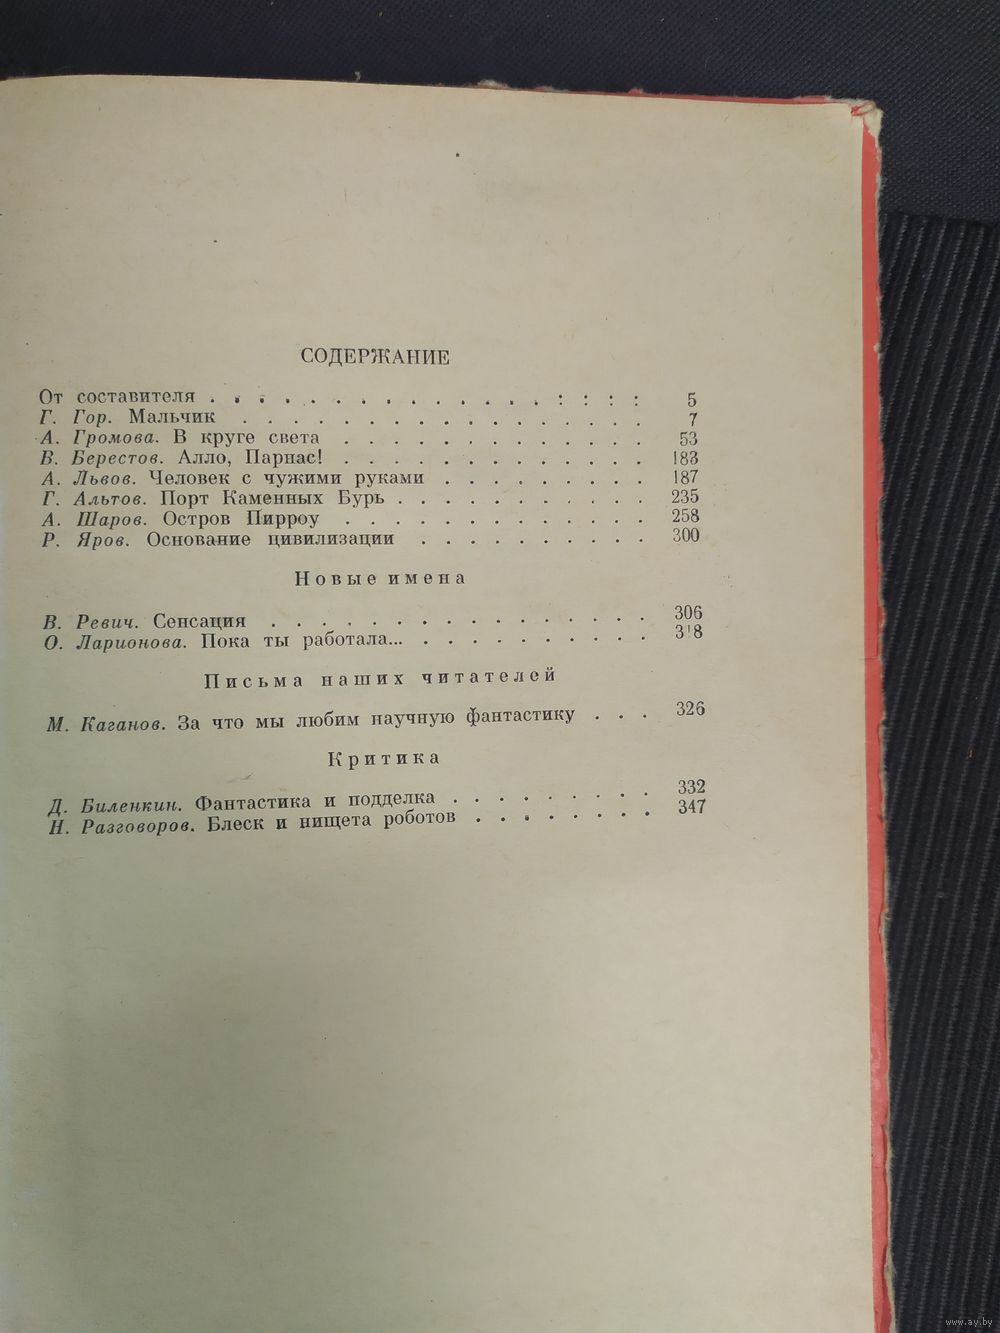 СОДЕРЖАНИЕ
От составителя . . . . . . . . . . . . . . . . . 5
Г. Гор. Мальчик . . . . . . . . . . . . . . . . 7
А. Громова. В круге света . . . . . . . . . . . . 53
В. Берестов. Алло, Парнас! . . . . . . . . . . . . . 183
А. Львов. Человек с чужими руками . . . . . . . . . 187
Г. Альтов. Порт Каменных Бурь . . . . . . . . . . 235
А. Шаров. Остров Пирроу . . . . . . . . . . . . . 258
Р. Яров. Основание цивилизации . . . . . . . . . . 300
Новые имена
В. Ревич. Сенсация . . . . . . . . . . . . . . . . 306
О. Ларионова. Пока ты работала... . . . . . . . . . . 318
Письма наших читателей
М. Каганов. За что мы любим научную фантастику . . . 326
Критика
Д. Биленкин. Фантастика и подделка . . . . . . . . . 332
Н. Разговоров. Блеск и нищета роботов . . . . . . . . 347
www.ay.by